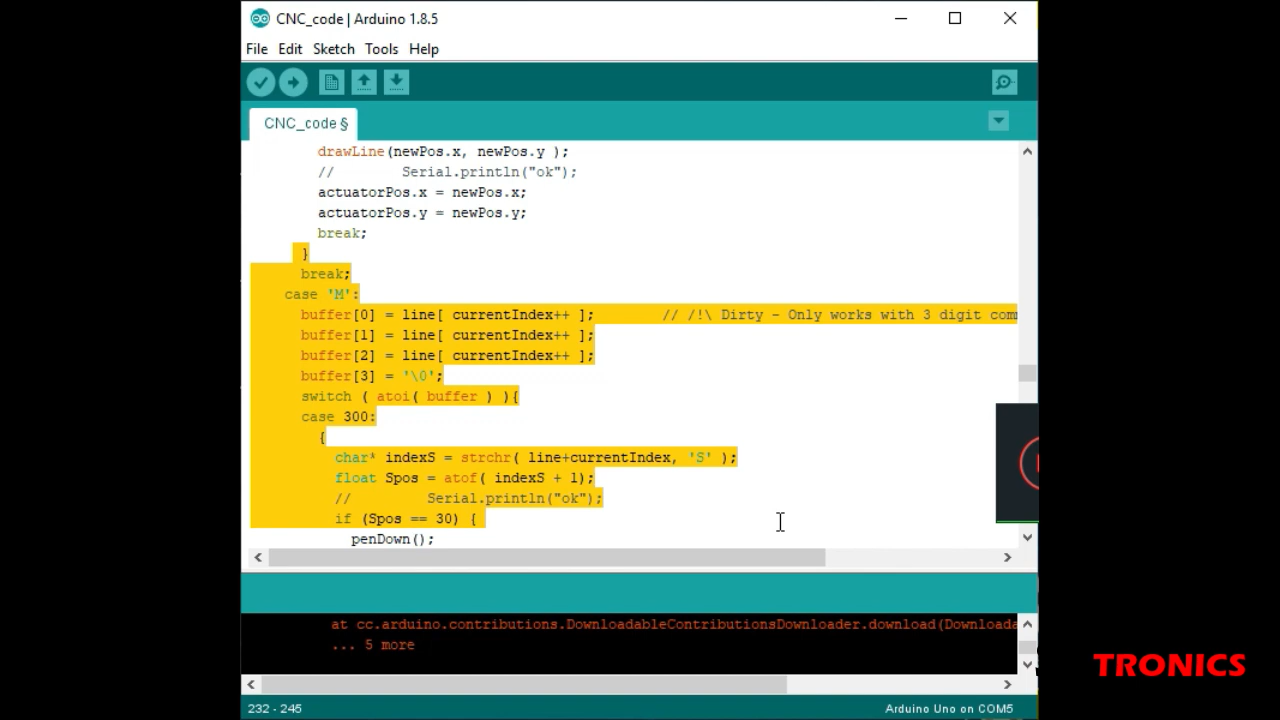 CNC_code | Arduino 1.8.5
File Edit Sketch Tools Help
CNC_code §
drawLine(newPos.x, newPos.y );
//        Serial.println("ok");
actuatorPos.x = newPos.x;
actuatorPos.y = newPos.y;
break;
}
break;
case 'M':
buffer[0] = line[ currentIndex++ ];        // /!\ Dirty - Only works with 3 digit com
buffer[1] = line[ currentIndex++ ];
buffer[2] = line[ currentIndex++ ];
buffer[3] = '\0';
switch ( atoi( buffer ) ){
case 300:
{
char* indexS = strchr( line+currentIndex, 'S' );
float Spos = atof( indexS + 1);
//         Serial.println("ok");
if (Spos == 30) {
penDown();
at cc.arduino.contributions.DownloadableContributionsDownloader.download(Downloada
... 5 more
TRONICS
232 - 245
Arduino Uno on COM5